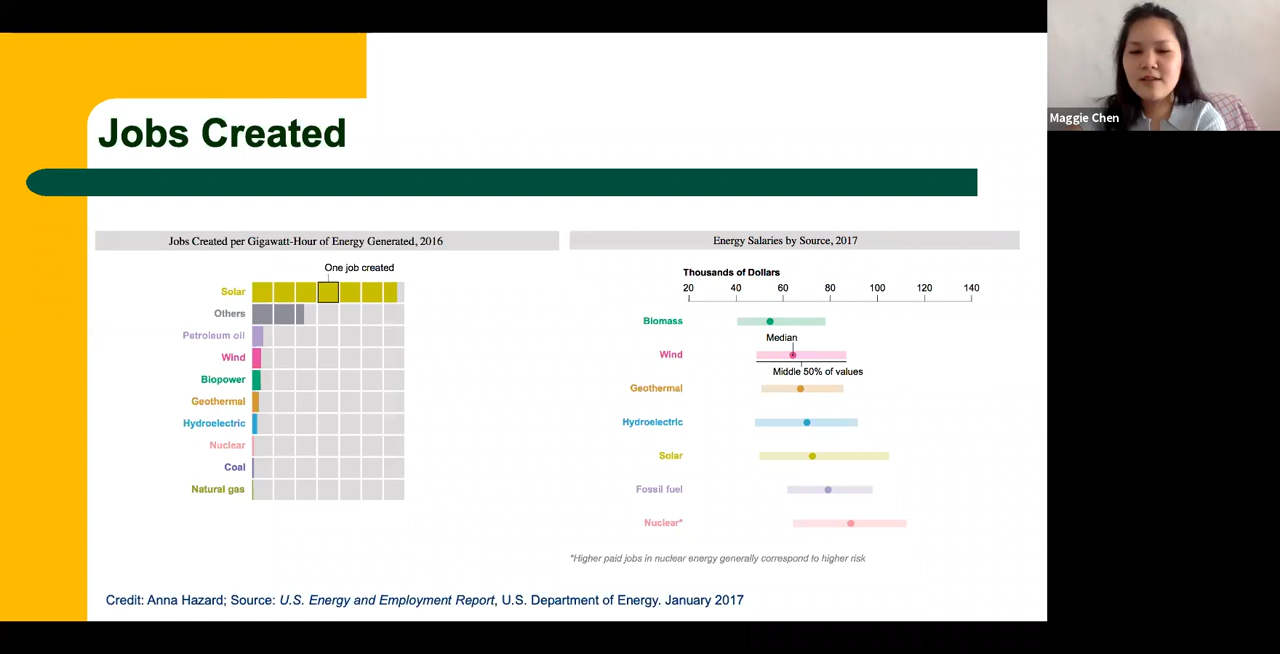 Maggie Chen
Jobs Created
Jobs Created per Gigawatt-Hour of Energy Generated, 2016
One job created
Solar
Others
Petroleum oil
Wind
Biopower
Geothermal
Hydroelectric
Nuclear
Coal
Natural gas
Energy Salaries by Source, 2017
Thousands of Dollars
20 40 60 80 100 120 140
Biomass
Median
Wind
Middle 50% of values
Geothermal
Hydroelectric
Solar
Fossil fuel
Nuclear*
*Higher paid jobs in nuclear energy generally correspond to higher risk
Credit: Anna Hazard; Source: U.S. Energy and Employment Report, U.S. Department of Energy. January 2017